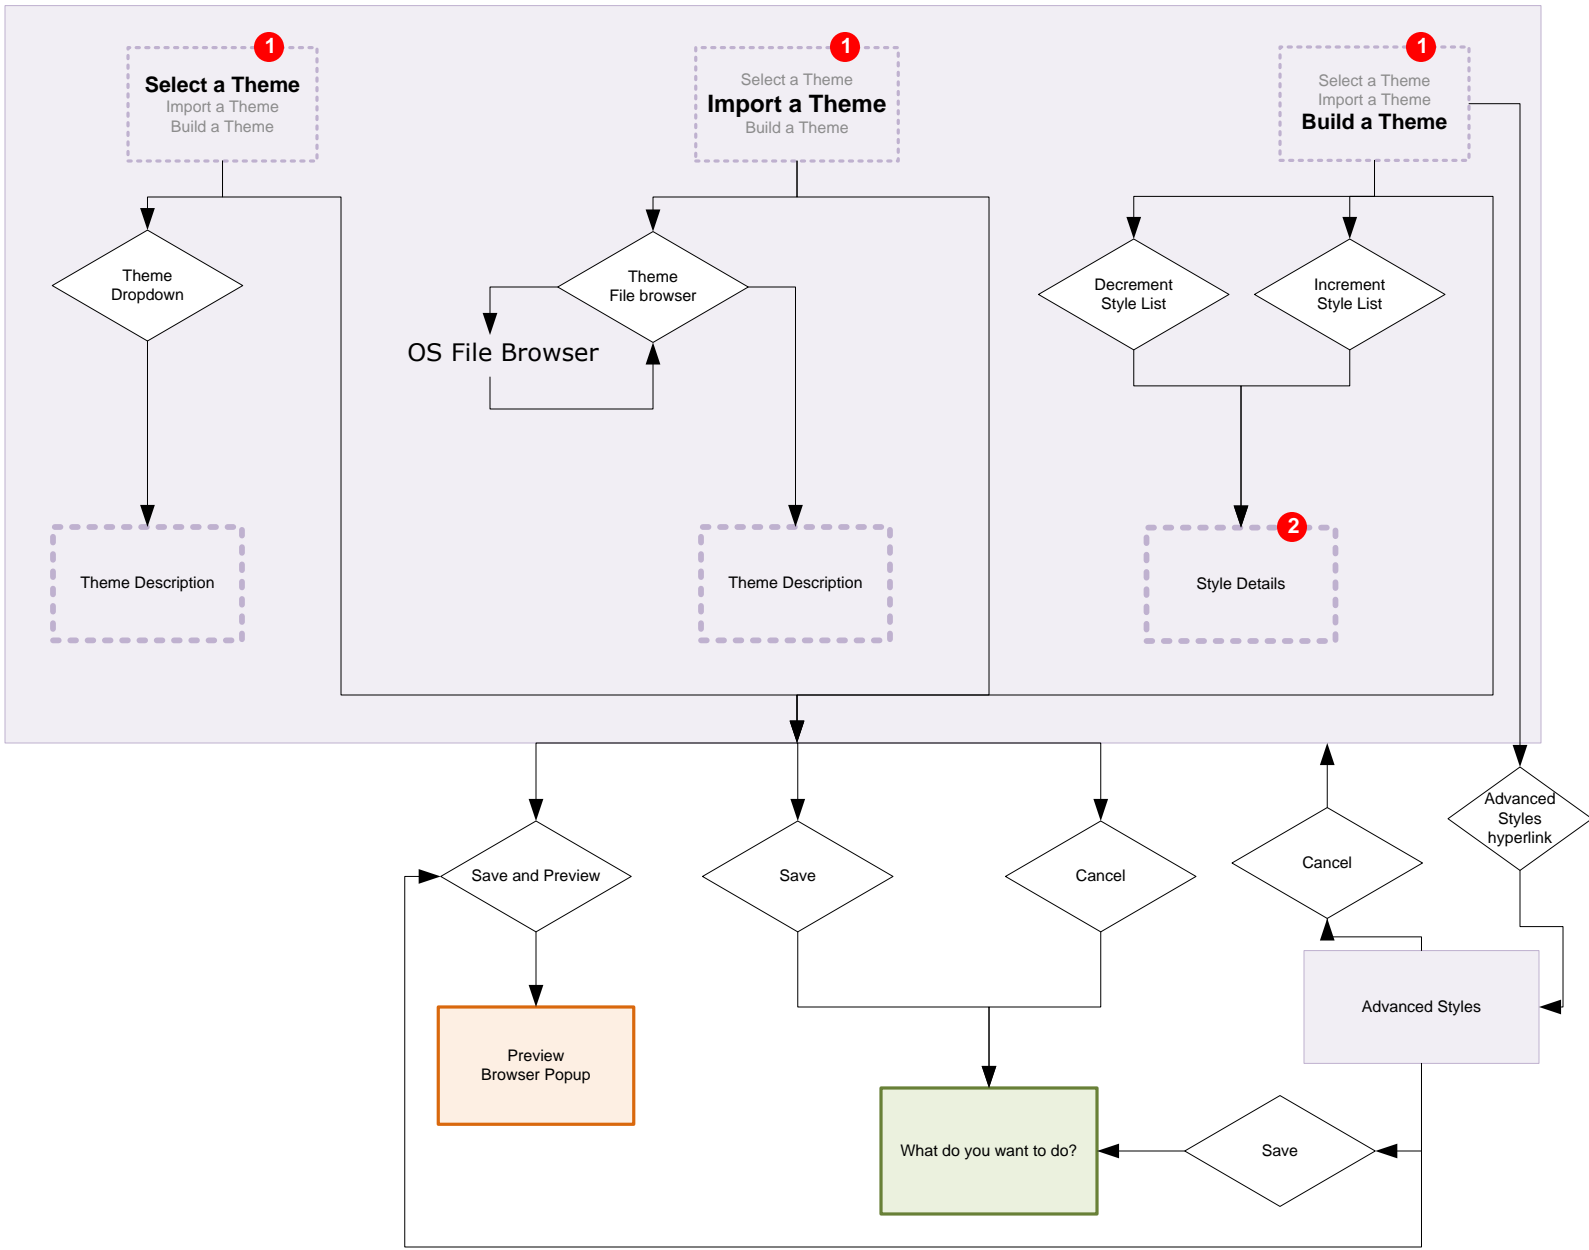 1
Select a Theme
Import a Theme
Build a Theme
1
Select a Theme
Import a Theme
Build a Theme
1
Select a Theme
Import a Theme
Build a Theme
Theme
Dropdown
Theme
File browser
OS File Browser
Decrement
Style List
Increment
Style List
Theme Description
Theme Description
2
Style Details
Advanced
Styles
hyperlink
Save and Preview
Save
Cancel
Cancel
Advanced Styles
Preview
Browser Popup
What do you want to do?
Save